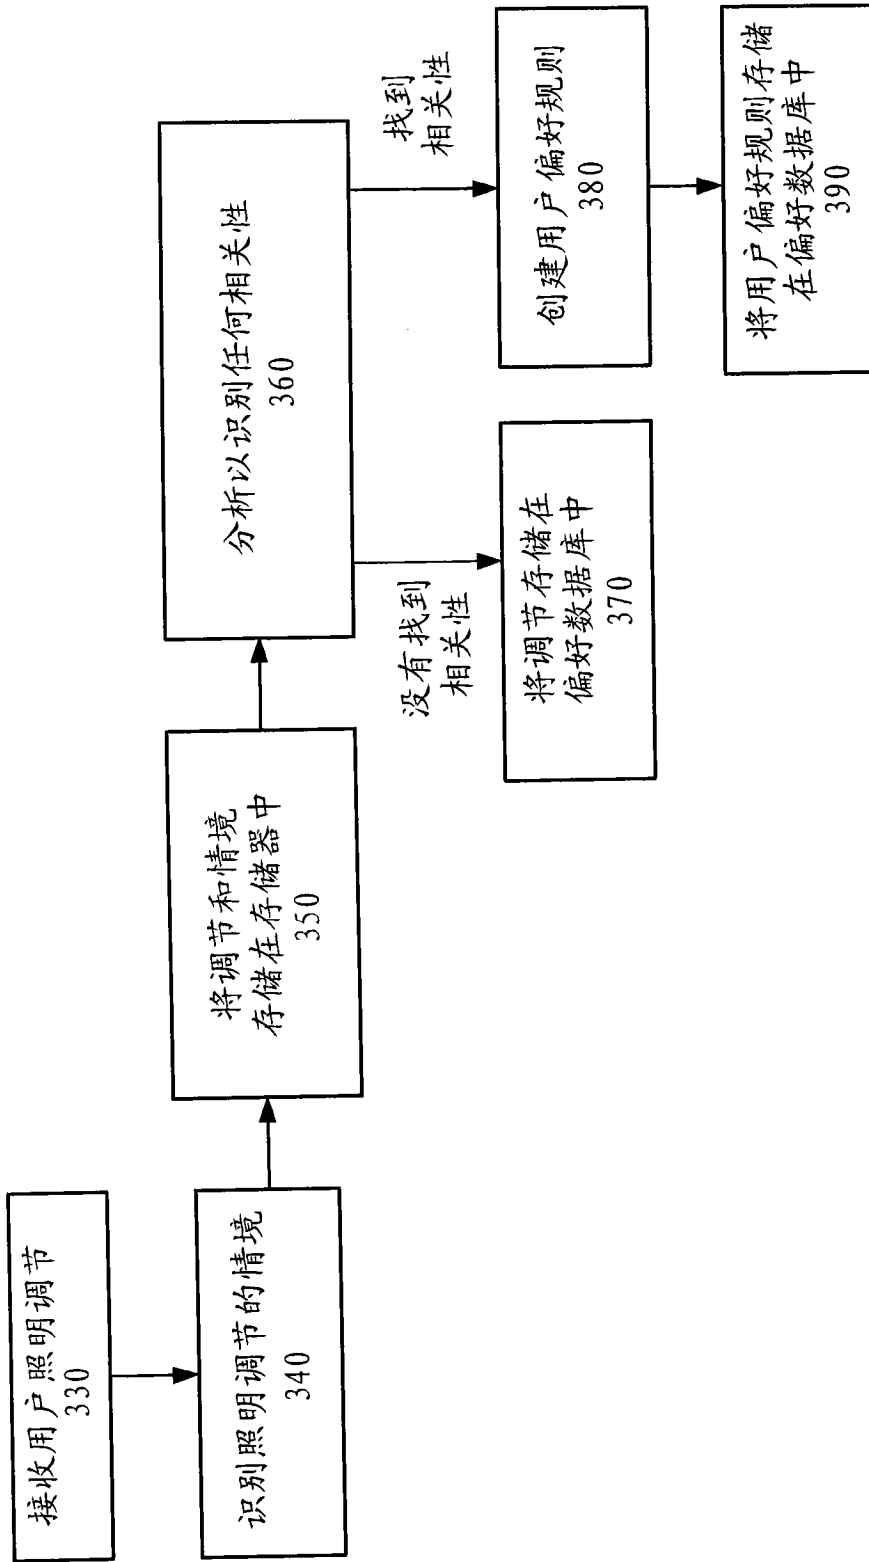 接收用户照明调节
330
识别照明调节的情境
340
将调节和情境
存储在存储器中
350
分析以识别任何相关性
360
没有找到
相关性
将调节存储在
偏好数据库中
370
找到
相关性
创建用户偏好规则
380
将用户偏好规则存储
在偏好数据库中
390